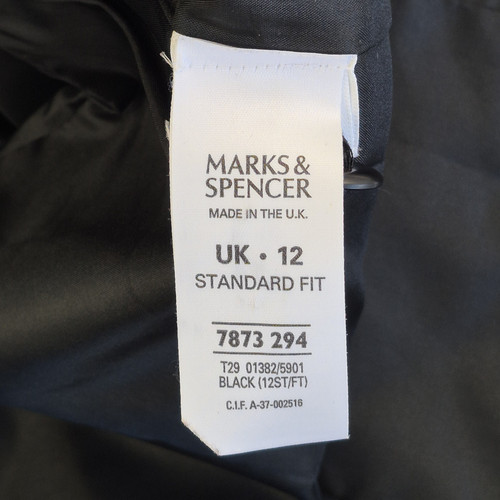 MARKS &
SPENCER
MADE IN THE U.K.
UK • 12
STANDARD FIT
7873 294
T29 01382/5901
BLACK (12ST/FT)
C.I.F. A-37-002516